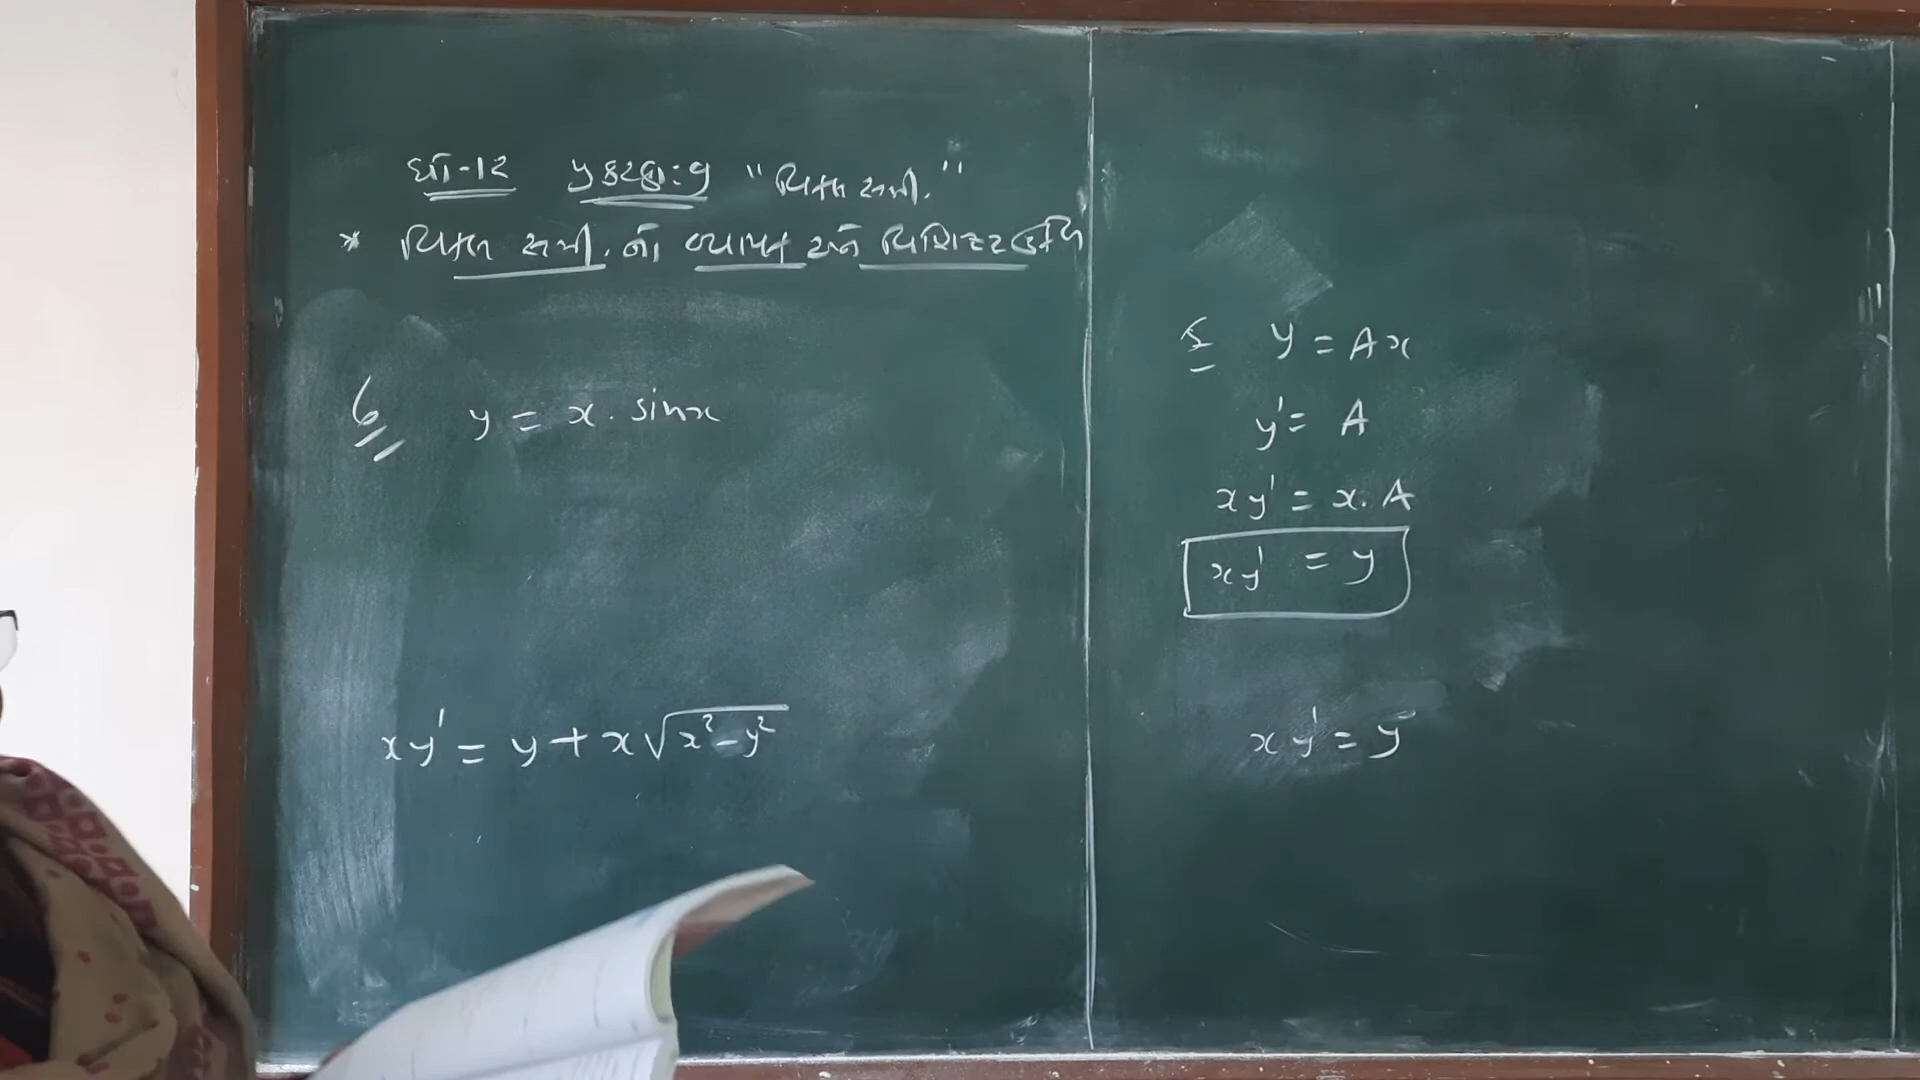 ધો-12 પ્રકરણ:9 "વિકલ સમી."
* વિકલ સમી. નો વ્યાપક અને વિશિષ્ટ ઉકેલ
6 y = x . sinx
xy' = y + x√(x² - y²)
5 y = Ax
y' = A
xy' = x. A
xy' = y
xy' = y